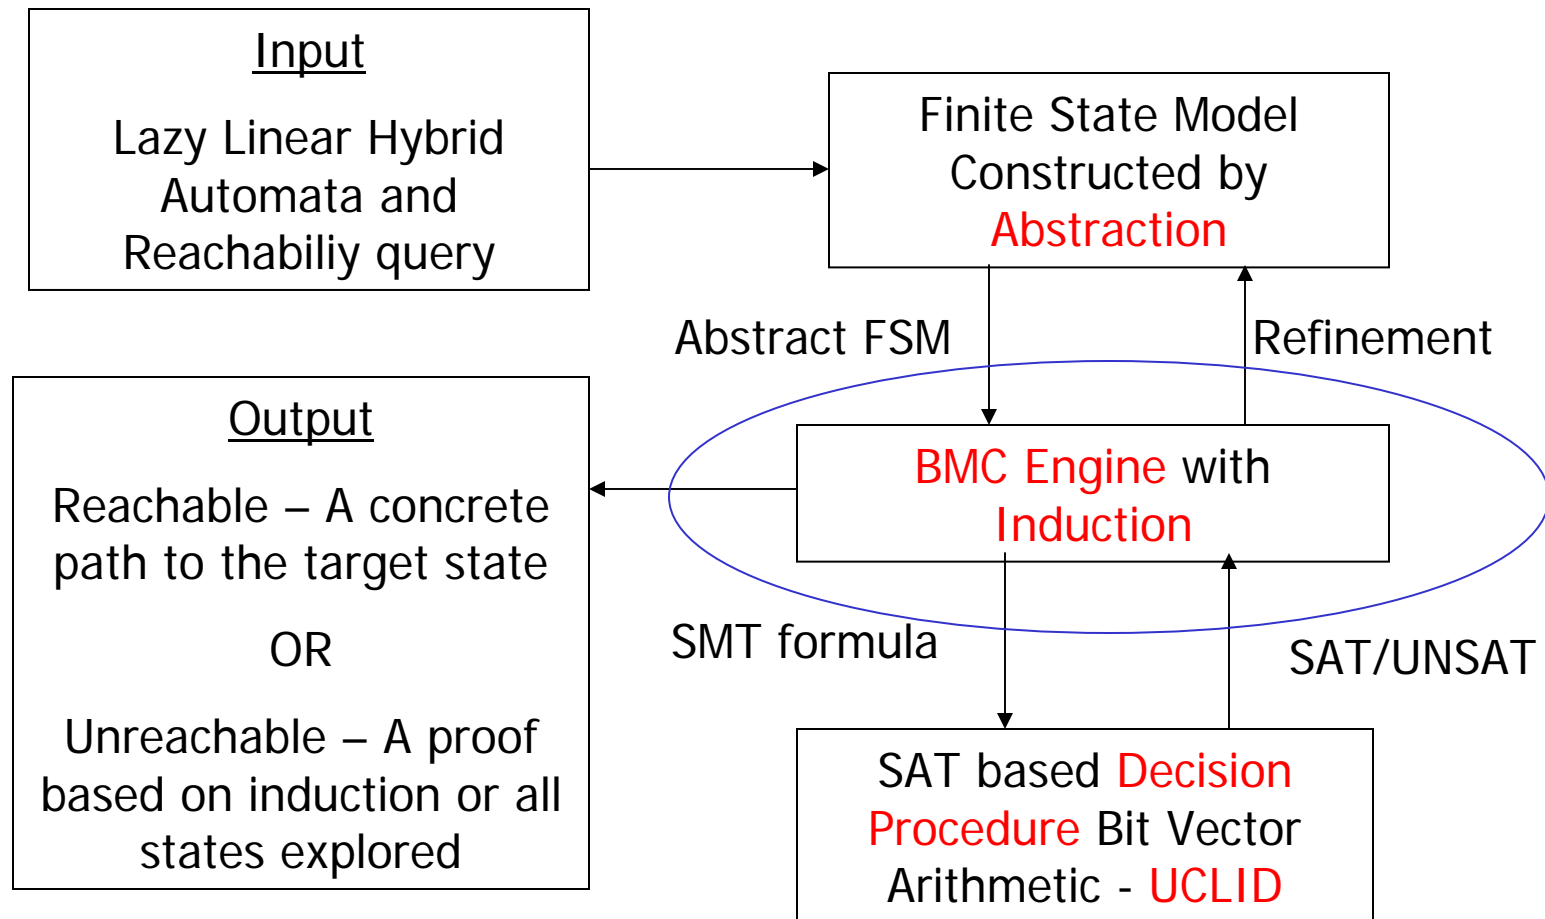 Input
Lazy Linear Hybrid
Automata and
Reachabiliy query
Finite State Model
Constructed by
Abstraction
Abstract FSM
Refinement
Output
Reachable – A concrete
path to the target state
OR
Unreachable – A proof
based on induction or all
states explored
BMC Engine with
Induction
SMT formula
SAT/UNSAT
SAT based Decision
Procedure Bit Vector
Arithmetic - UCLID